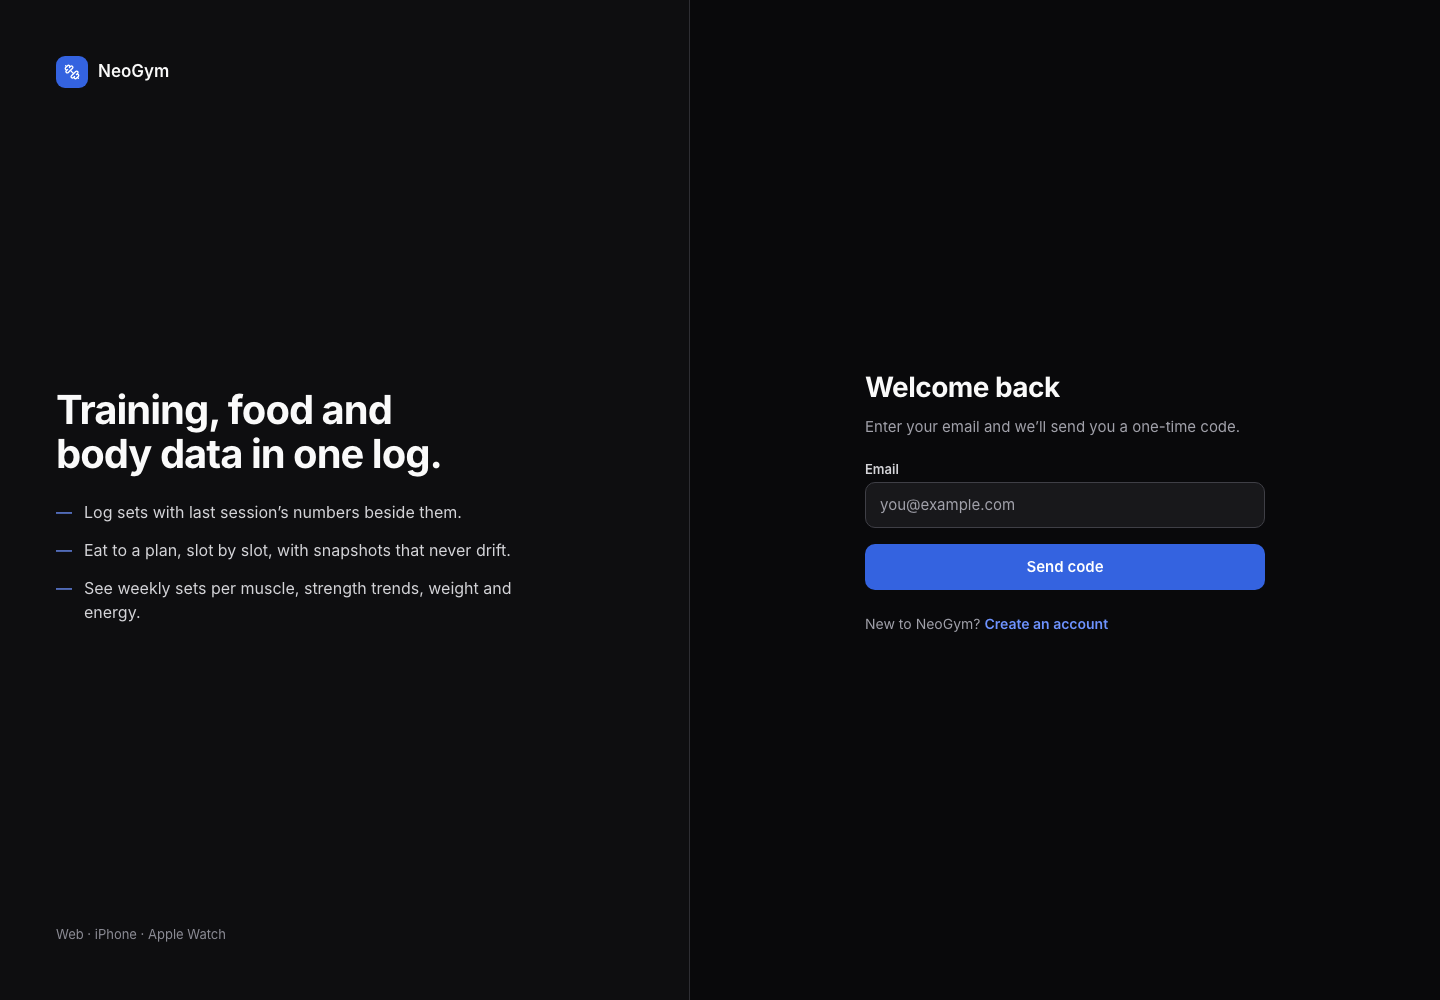 NeoGym
Training, food and
body data in one log.
— Log sets with last session’s numbers beside them.
— Eat to a plan, slot by slot, with snapshots that never drift.
— See weekly sets per muscle, strength trends, weight and
energy.
Web · iPhone · Apple Watch
Welcome back
Enter your email and we’ll send you a one-time code.
Email
you@example.com
Send code
New to NeoGym? Create an account